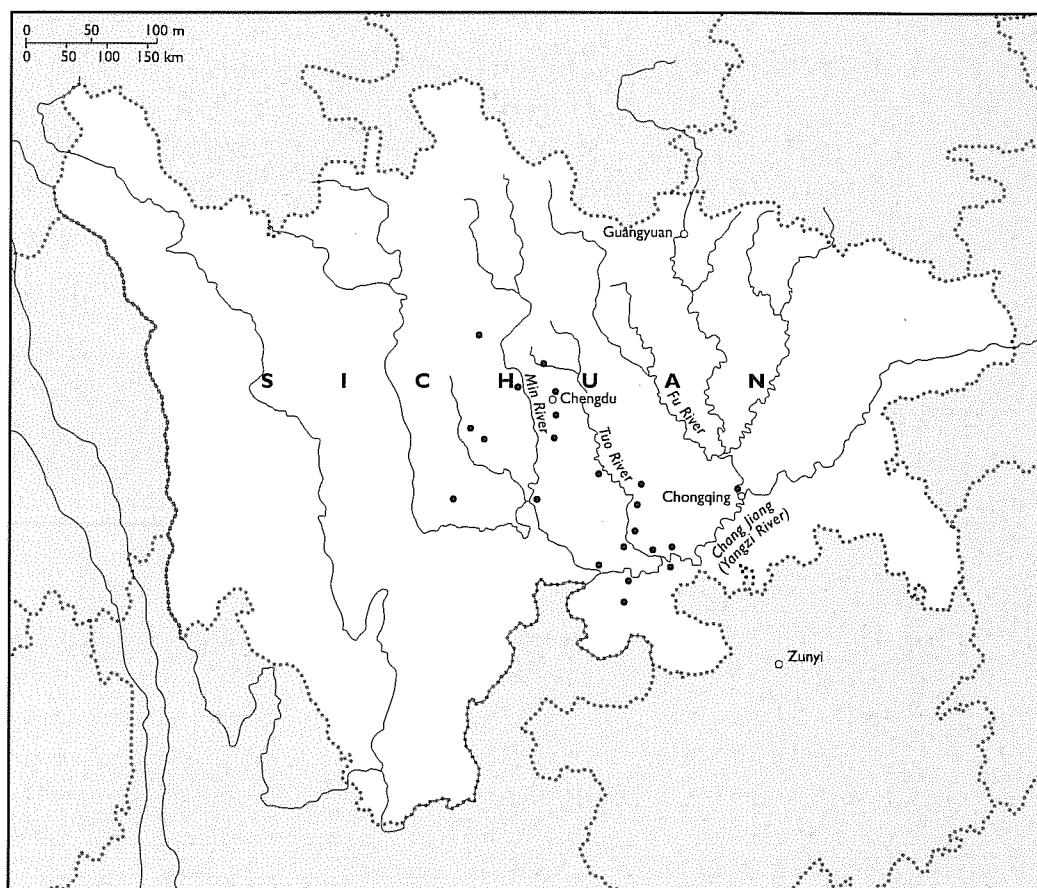 0 50 100 m
0 50 100 150 km
Guangyuan
S I C H U A N
Min River
Chengdu
Fu River
Tuo River
Chongqing
Chang Jiang
(Yangzi River)
Zunyi